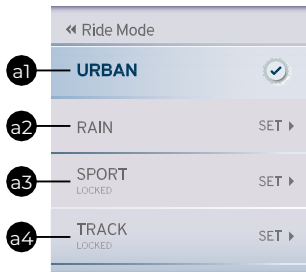 Ride Mode
a1 URBAN
a2 RAIN SET
a3 SPORT SET
LOCKED
a4 TRACK SET
LOCKED